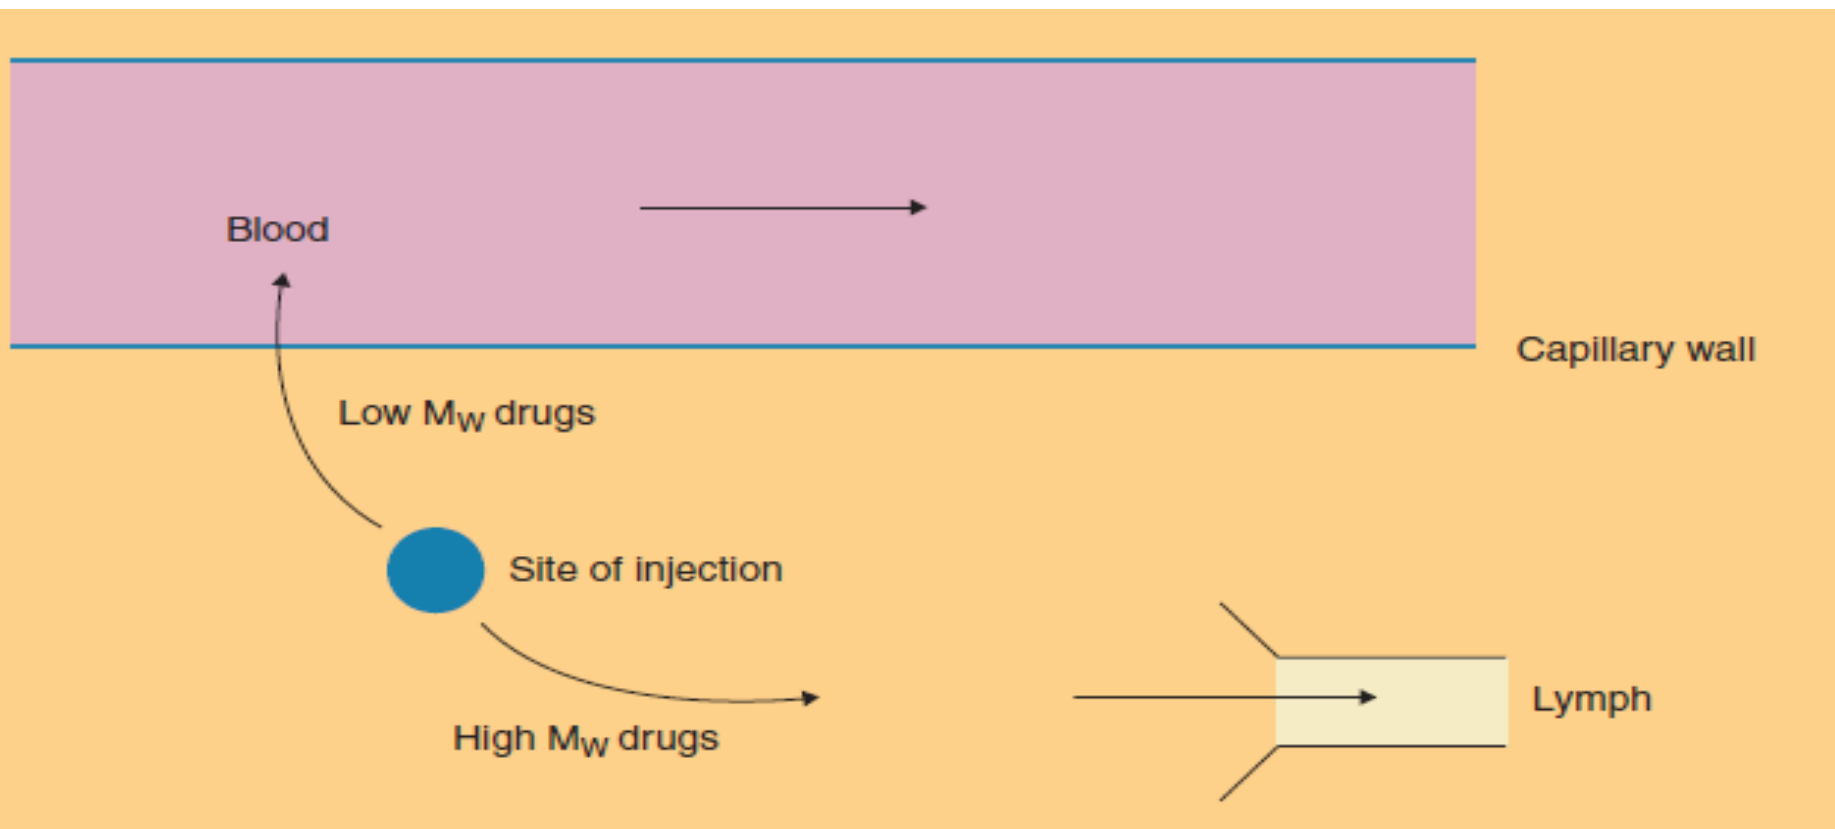 Blood
Capillary wall
Low MW drugs
Site of injection
Lymph
High MW drugs